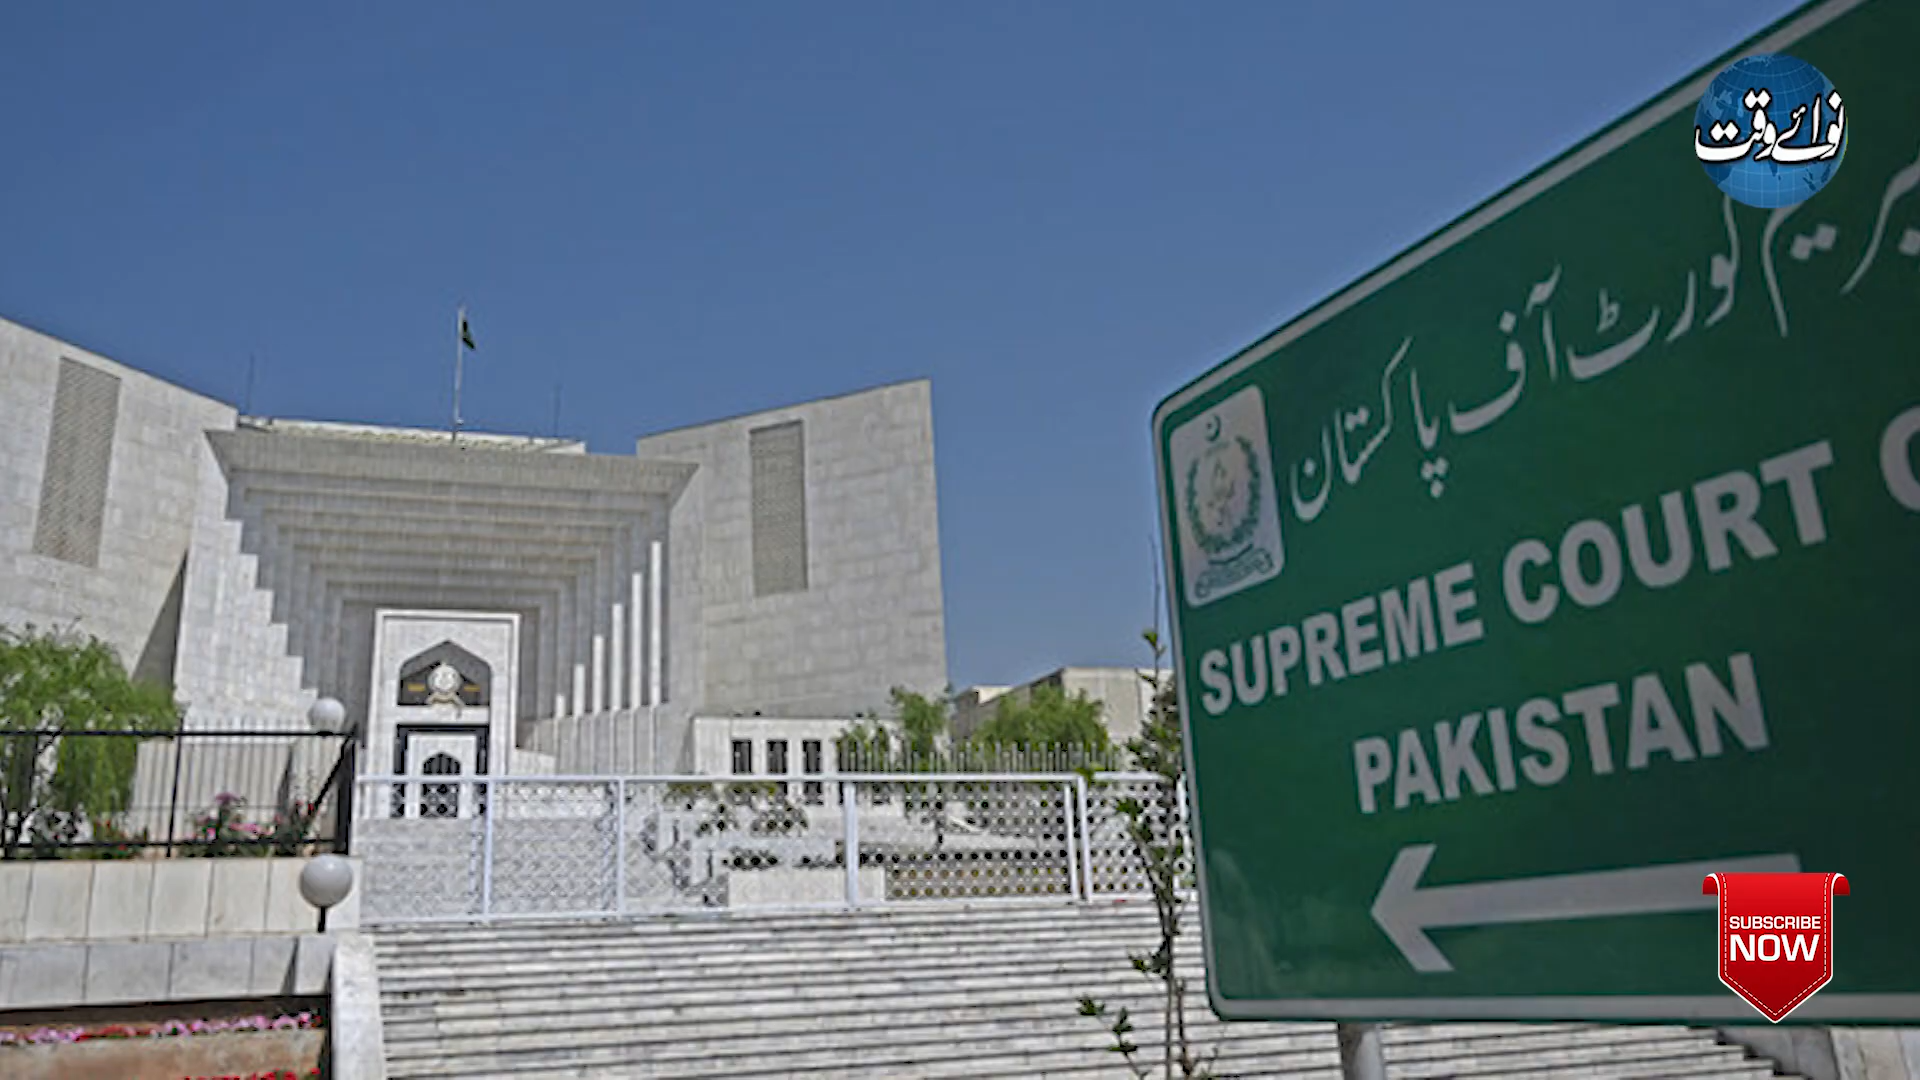 نوائے وقت
سپریم کورٹ آف پاکستان
SUPREME COURT O
PAKISTAN
SUBSCRIBE
NOW